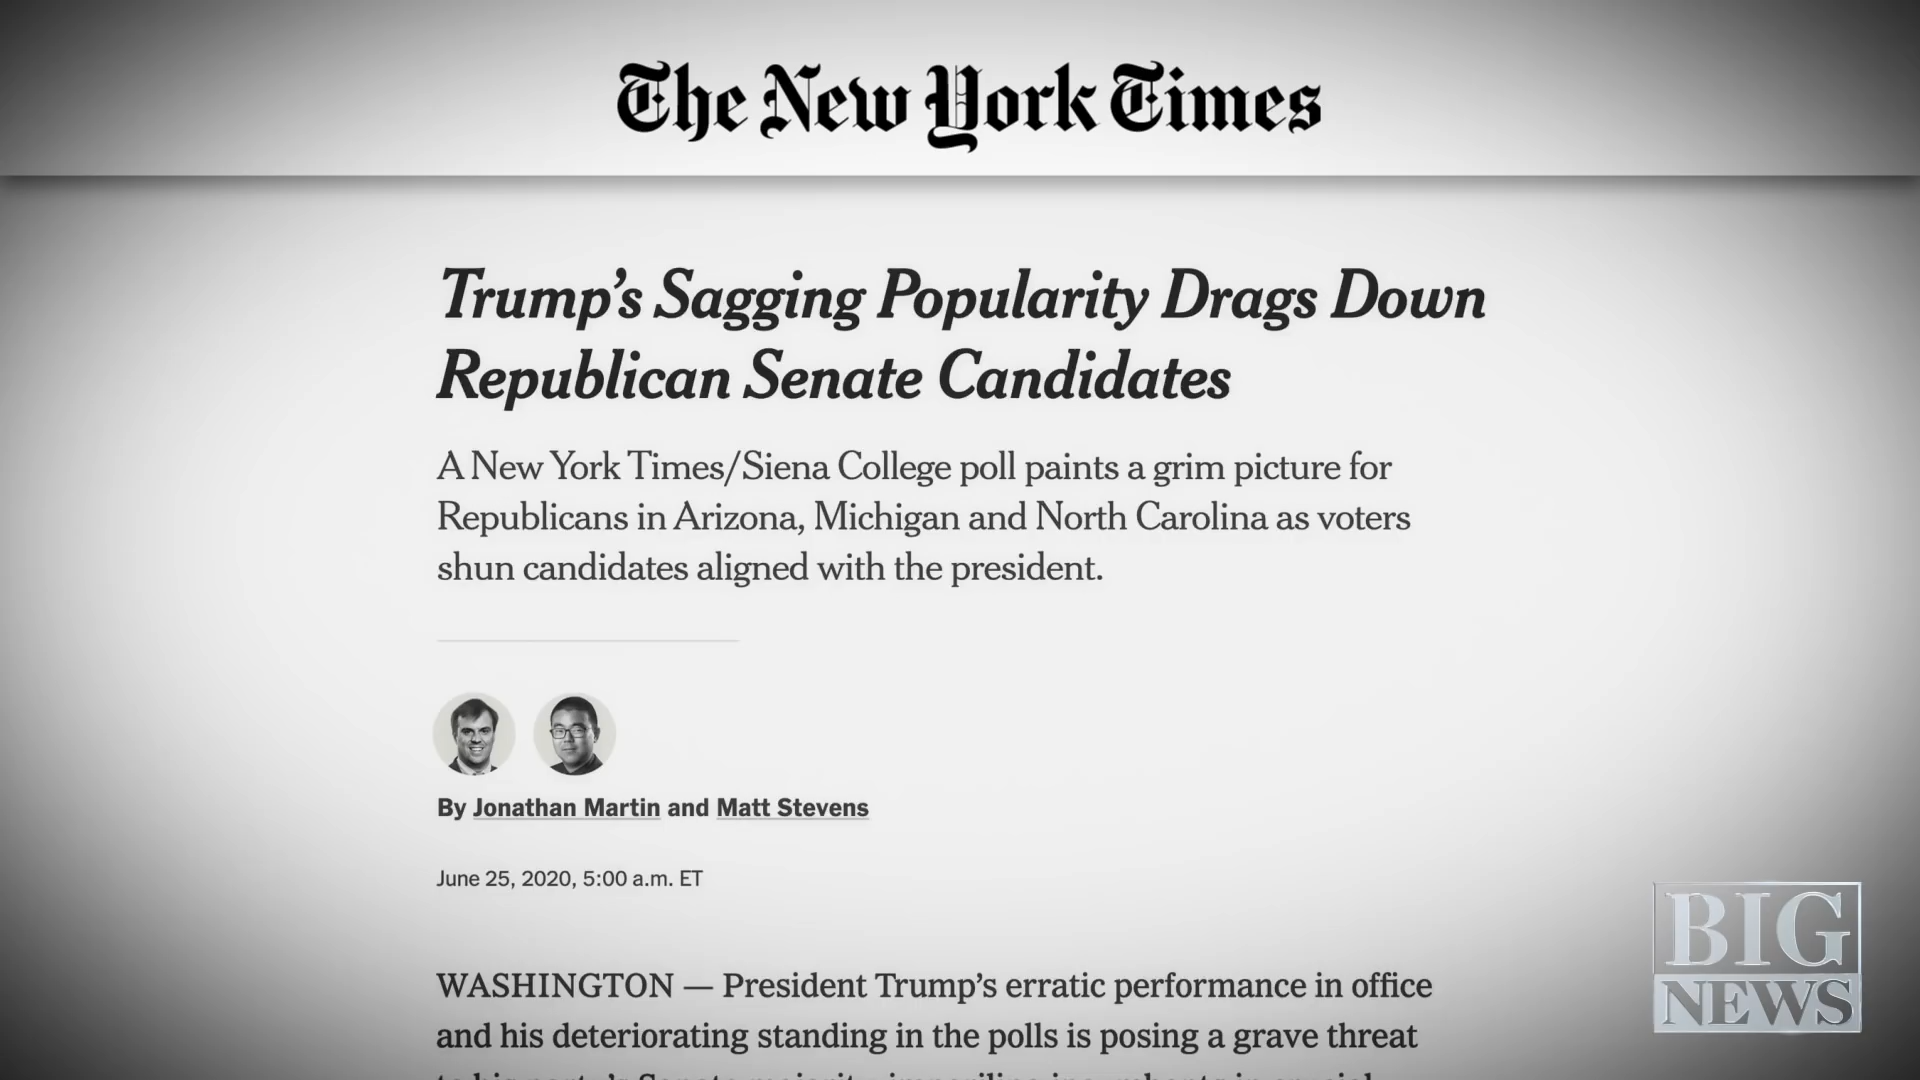 The New York Times
Trump's Sagging Popularity Drags Down
Republican Senate Candidates
A New York Times/Siena College poll paints a grim picture for
Republicans in Arizona, Michigan and North Carolina as voters
shun candidates aligned with the president.
By Jonathan Martin and Matt Stevens
June 25, 2020, 5:00 a.m. ET
WASHINGTON — President Trump's erratic performance in office
and his deteriorating standing in the polls is posing a grave threat
BIG
NEWS